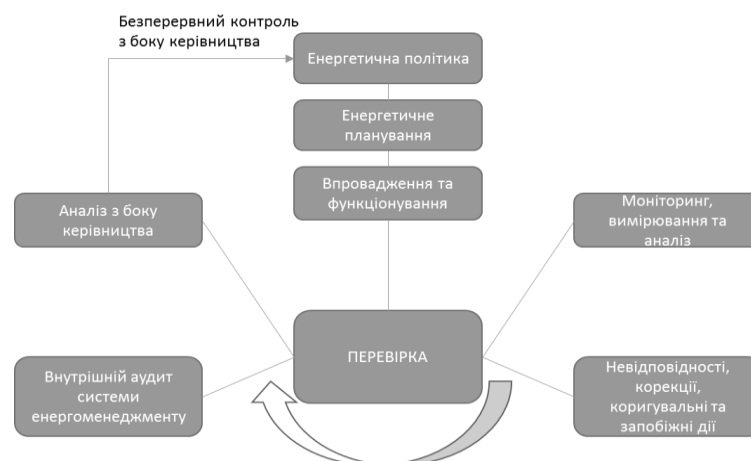 Безперервний контроль
з боку керівництва
Енергетична політика
Енергетичне
планування
Впровадження та
функціонування
Аналіз з боку
керівництва
Моніторинг,
вимірювання та
аналіз
ПЕРЕВІРКА
Внутрішній аудит
системи
енергоменеджменту
Невідповідності,
корекції,
коригувальні та
запобіжні дії